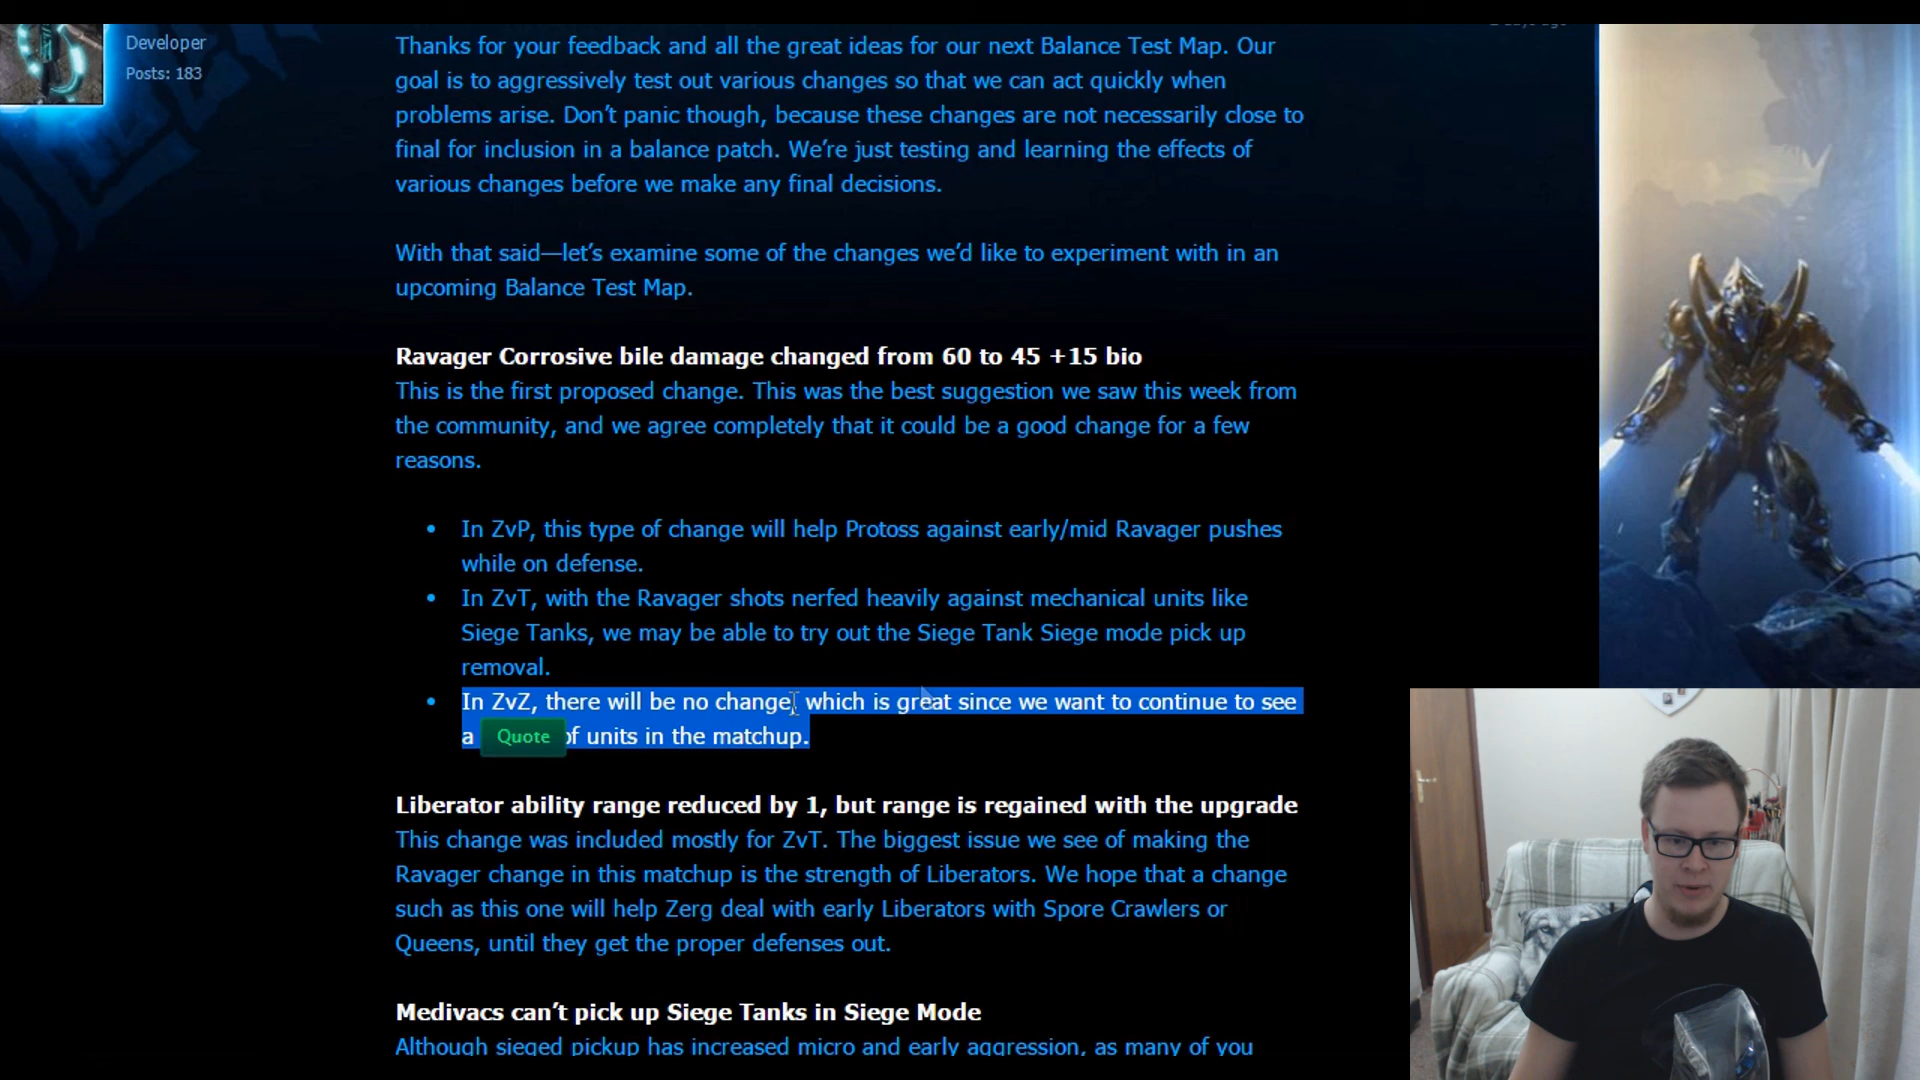 Developer
Posts: 183
Thanks for your feedback and all the great ideas for our next Balance Test Map. Our
goal is to aggressively test out various changes so that we can act quickly when
problems arise. Don’t panic though, because these changes are not necessarily close to
final for inclusion in a balance patch. We’re just testing and learning the effects of
various changes before we make any final decisions.
With that said—let’s examine some of the changes we’d like to experiment with in an
upcoming Balance Test Map.
Ravager Corrosive bile damage changed from 60 to 45 +15 bio
This is the first proposed change. This was the best suggestion we saw this week from
the community, and we agree completely that it could be a good change for a few
reasons.
• In ZvP, this type of change will help Protoss against early/mid Ravager pushes
while on defense.
• In ZvT, with the Ravager shots nerfed heavily against mechanical units like
Siege Tanks, we may be able to try out the Siege Tank Siege mode pick up
removal.
• In ZvZ, there will be no change, which is great since we want to continue to see
a Quote of units in the matchup.
Liberator ability range reduced by 1, but range is regained with the upgrade
This change was included mostly for ZvT. The biggest issue we see of making the
Ravager change in this matchup is the strength of Liberators. We hope that a change
such as this one will help Zerg deal with early Liberators with Spore Crawlers or
Queens, until they get the proper defenses out.
Medivacs can’t pick up Siege Tanks in Siege Mode
Although sieged pickup has increased micro and early aggression, as many of you